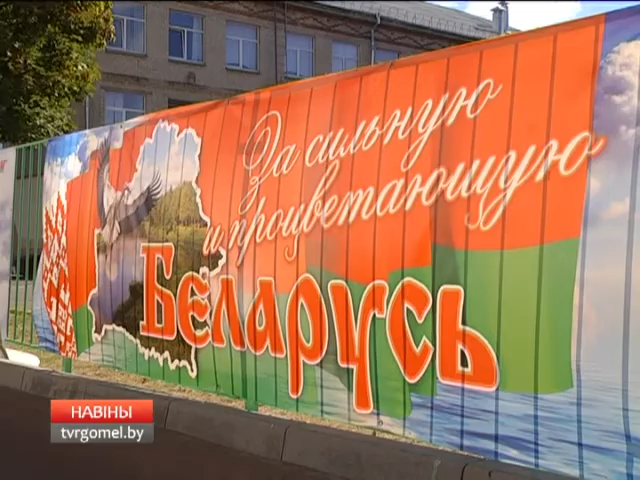 За сильную
и процветающую
Беларусь
НАВІНЫ
tvrgomel.by